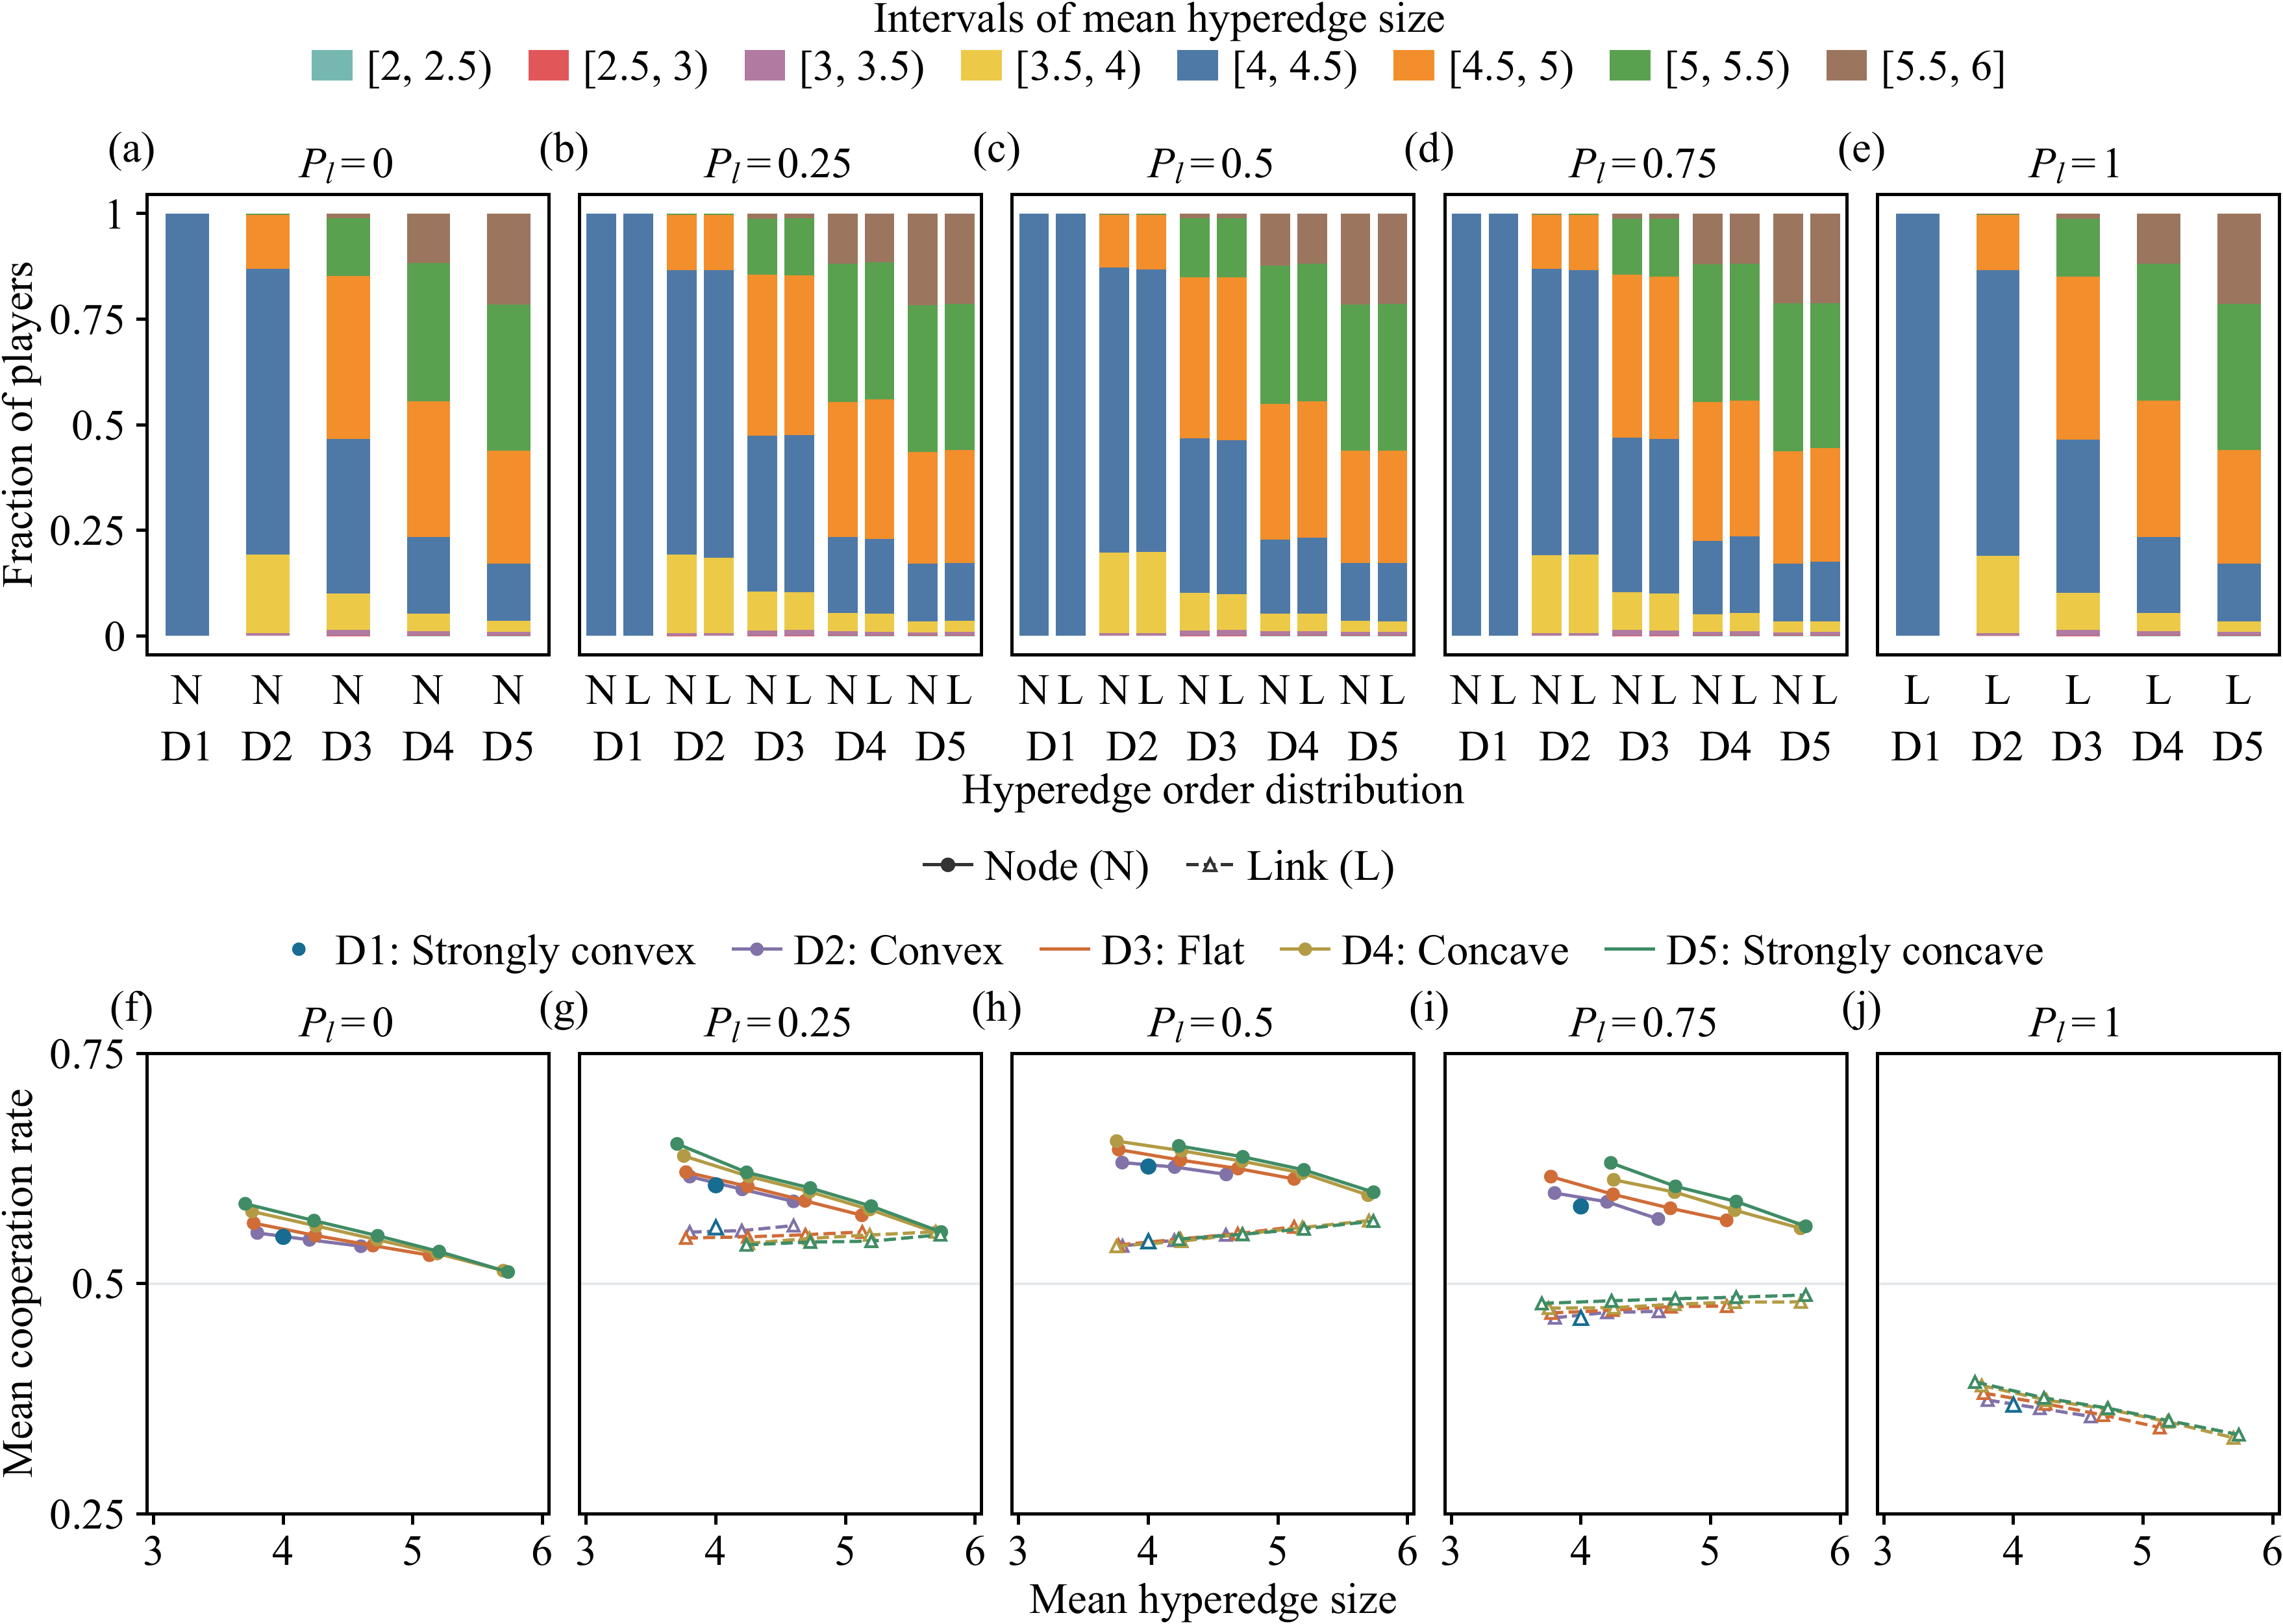 Intervals of mean hyperedge size
[2, 2.5) [2.5, 3) [3, 3.5) [3.5, 4) [4, 4.5) [4.5, 5) [5, 5.5) [5.5, 6]
(a) (b) (c) (d) (e)
P_l = 0 P_l = 0.25 P_l = 0.5 P_l = 0.75 P_l = 1
Fraction of players
1
0.75
0.5
0.25
0
N N N N N N L N L N L N L N L N L N L N L N L N L N L N L N L N L N L L L L L L
D1 D2 D3 D4 D5 D1 D2 D3 D4 D5 D1 D2 D3 D4 D5 D1 D2 D3 D4 D5 D1 D2 D3 D4 D5
Hyperedge order distribution
Node (N) Link (L)
D1: Strongly convex D2: Convex D3: Flat D4: Concave D5: Strongly concave
(f) (g) (h) (i) (j)
P_l = 0 P_l = 0.25 P_l = 0.5 P_l = 0.75 P_l = 1
Mean cooperation rate
0.75
0.5
0.25
3 4 5 6 3 4 5 6 3 4 5 6 3 4 5 6 3 4 5 6
Mean hyperedge size